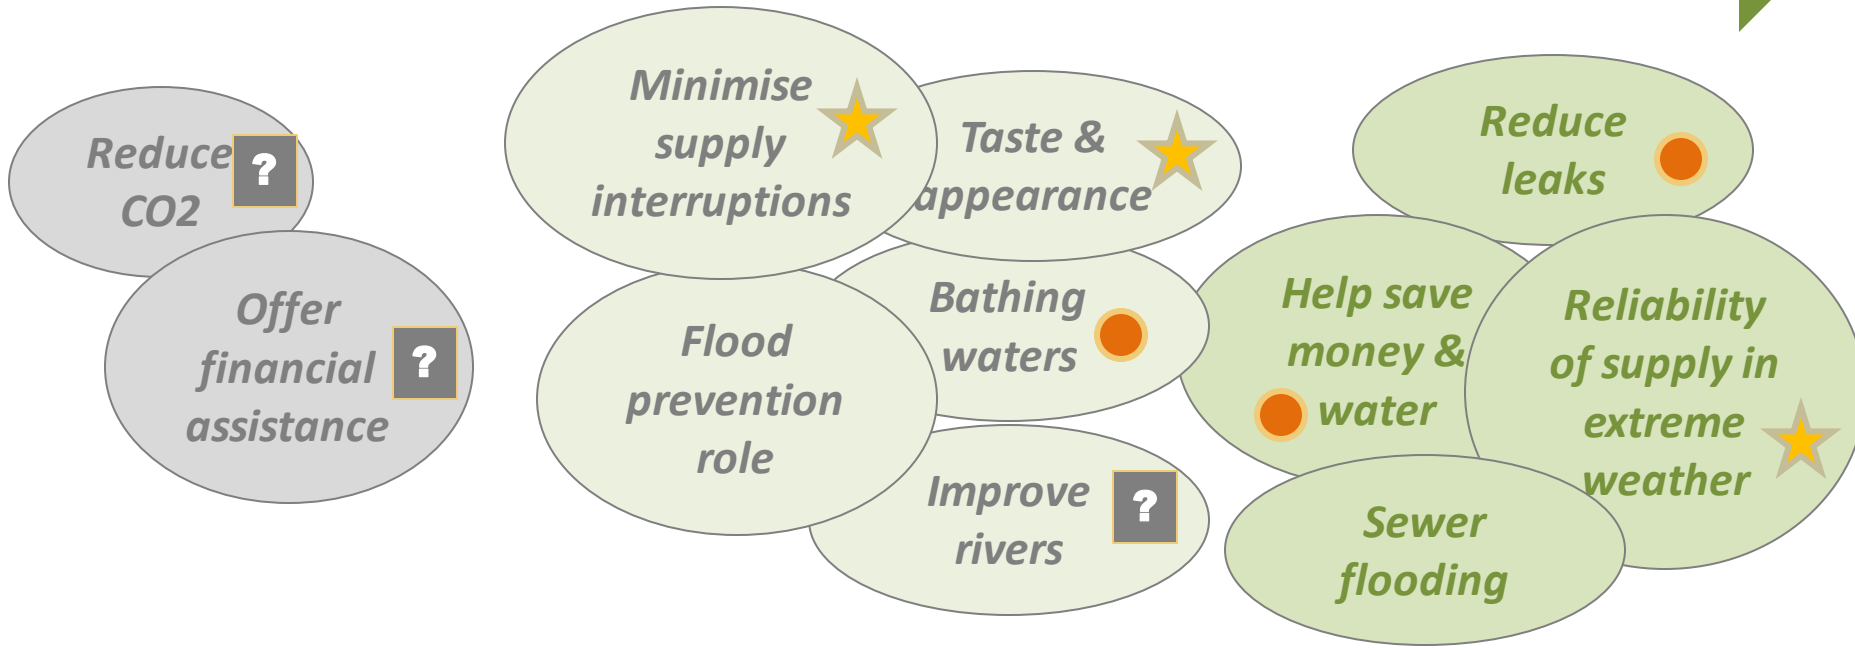 Reduce
CO2
?
Offer
financial
assistance
?
Minimise
supply
interruptions
Taste &
appearance
Flood
prevention
role
Bathing
waters
Improve
rivers
?
Reduce
leaks
Help save
money &
water
Reliability
of supply in
extreme
weather
Sewer
flooding